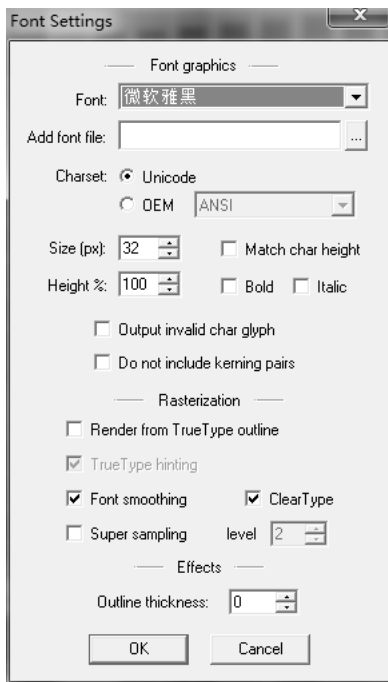 Font Settings
Font graphics
Font: 微软雅黑
Add font file: ...
Charset: Unicode
OEM ANSI
Size (px): 32 Match char height
Height %: 100 Bold Italic
Output invalid char glyph
Do not include kerning pairs
Rasterization
Render from TrueType outline
TrueType hinting
Font smoothing ClearType
Super sampling level 2
Effects
Outline thickness: 0
OK Cancel